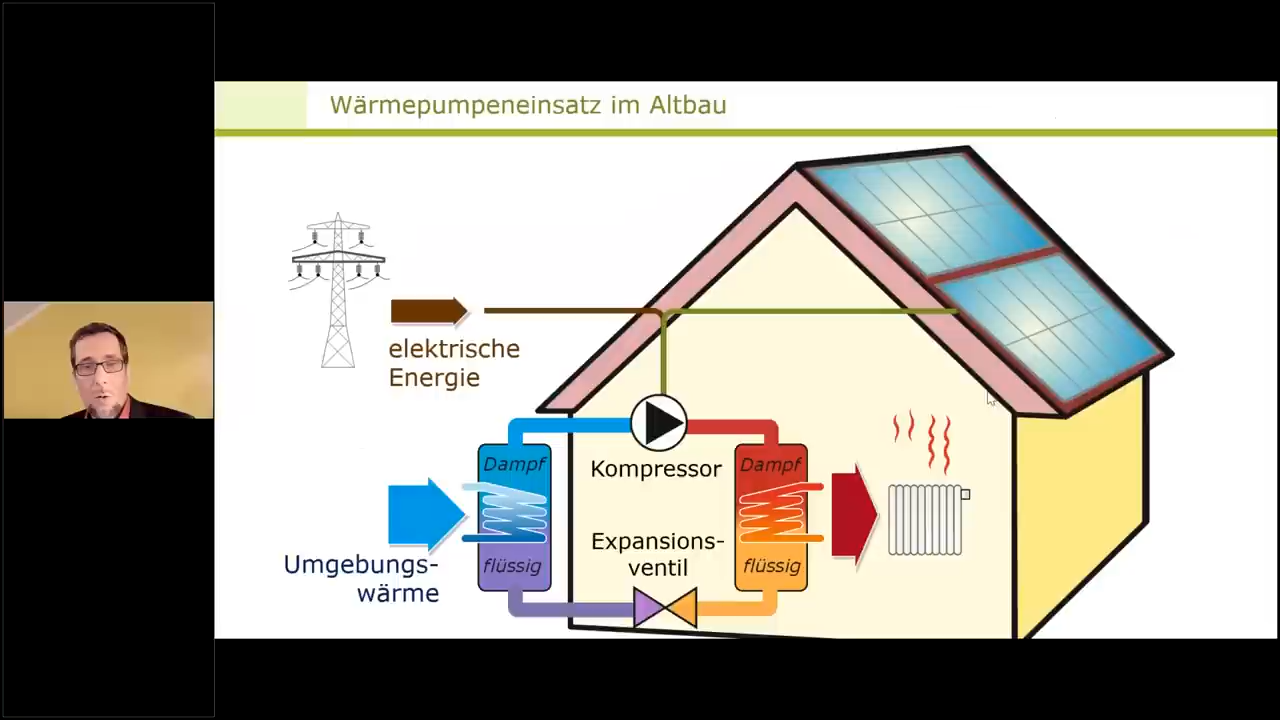 Wärmepumpeneinsatz im Altbau
elektrische
Energie
Dampf
Kompressor
Dampf
Expansions-
ventil
Umgebungs-
wärme
flüssig
flüssig